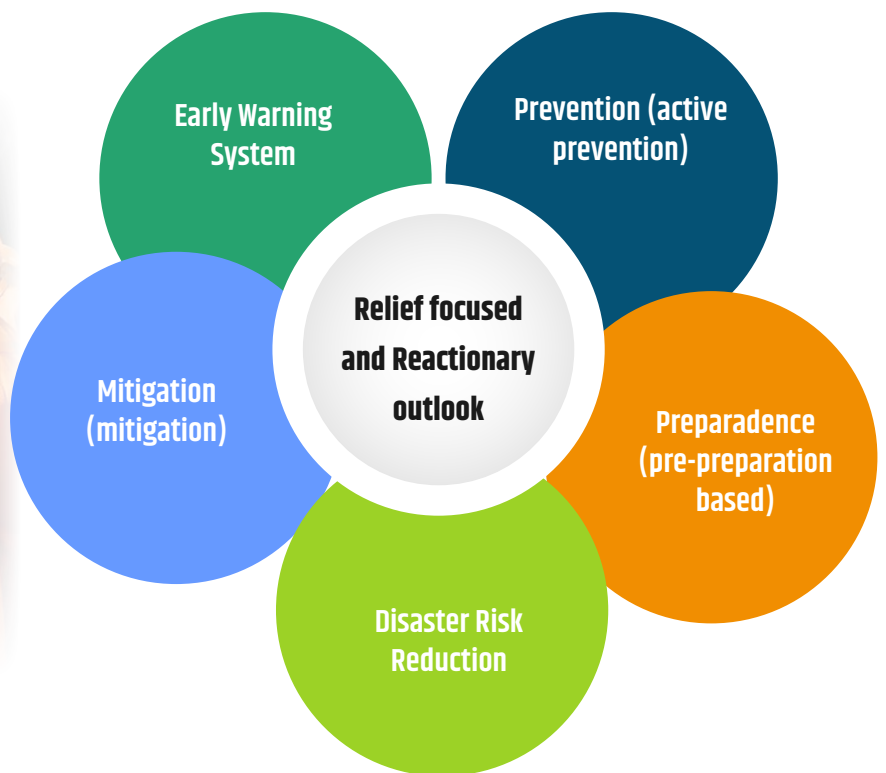 Early Warning
System
Prevention (active
prevention)
Relief focused
and Reactionary
outlook
Mitigation
(mitigation)
Preparadence
(pre-preparation
based)
Disaster Risk
Reduction